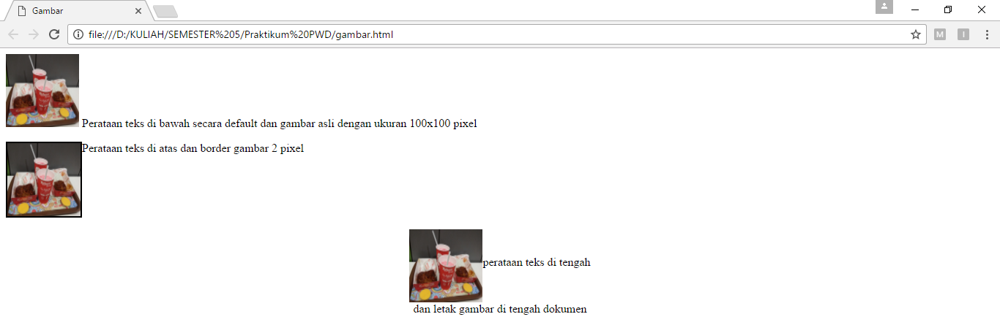 Gambar
file:///D:/KULIAH/SEMESTER%205/Praktikum%20PWD/gambar.html
M
I
Perataan teks di bawah secara default dan gambar asli dengan ukuran 100x100 pixel
Perataan teks di atas dan border gambar 2 pixel
perataan teks di tengah
dan letak gambar di tengah dokumen